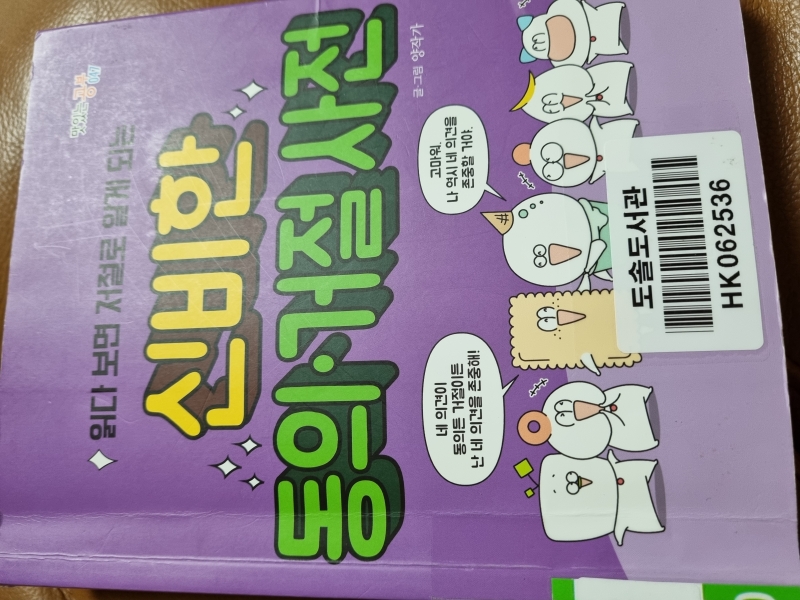 맛있는 공부
읽다 보면 저절로 알게 되는
신비한
동의·거절 사전
글·그림 양작가
네 의견이
동의든 거절이든
난 네 의견을 존중해!
고마워.
나 역시 네 의견을
존중할 거야.
도솔도서관
HK062536